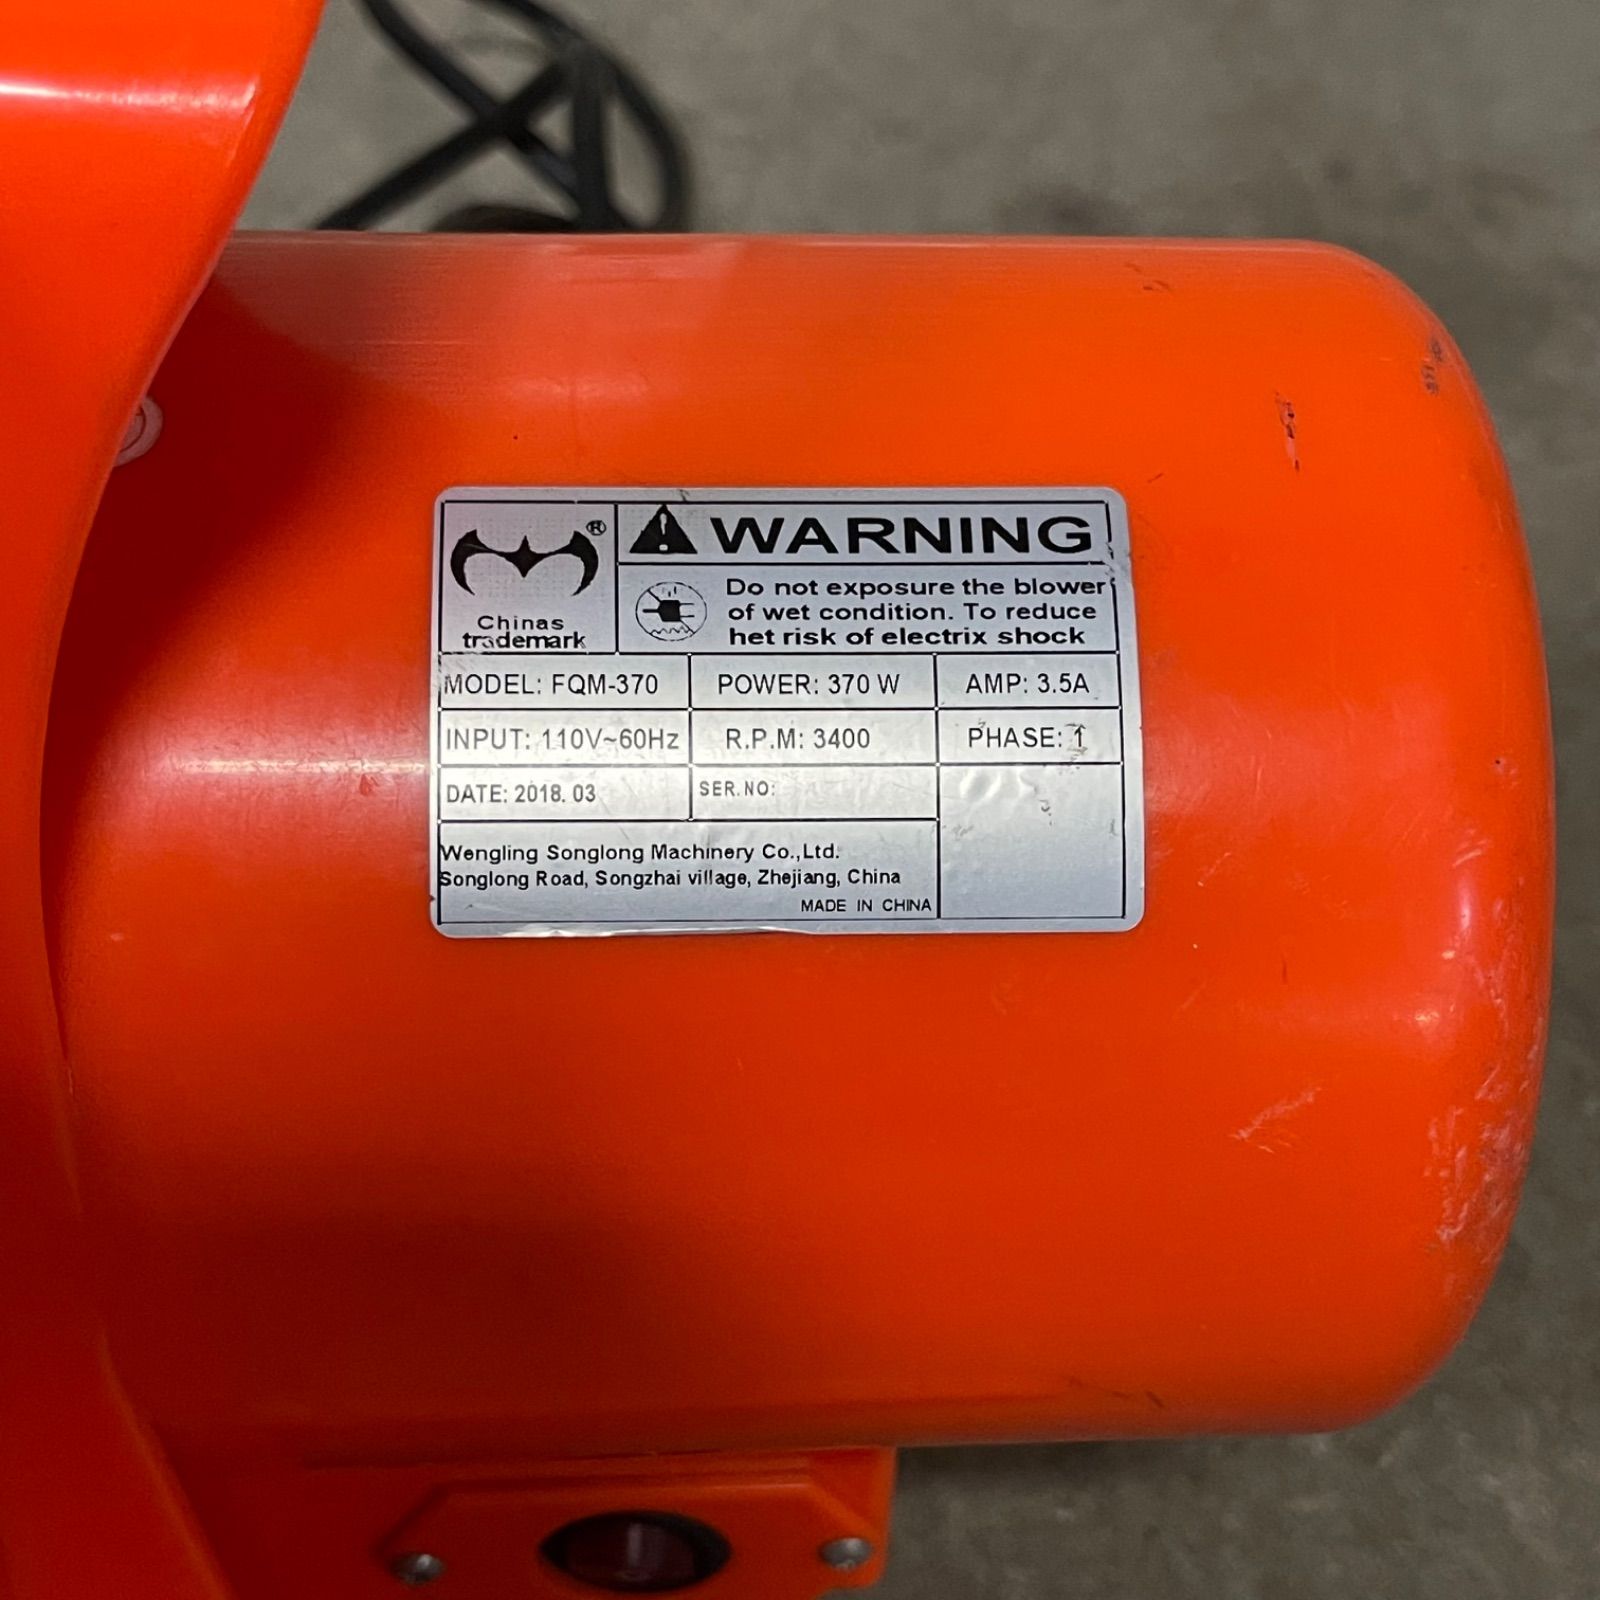 ®
Chinas
trademark
WARNING
Do not exposure the blower
of wet condition. To reduce
het risk of electrix shock
MODEL: FQM-370
POWER: 370 W
AMP: 3.5A
INPUT: 110V~60Hz
R.P.M: 3400
PHASE: 1
DATE: 2018. 03
SER. NO:
Wengling Songlong Machinery Co.,Ltd.
Songlong Road, Songzhai village, Zhejiang, China
MADE IN CHINA